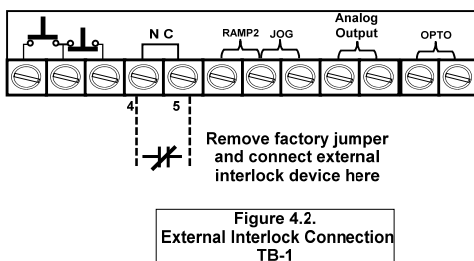 N C
RAMP2 JOG
Analog
Output
OPTO
4 5
Remove factory jumper
and connect external
interlock device here
Figure 4.2.
External Interlock Connection
TB-1